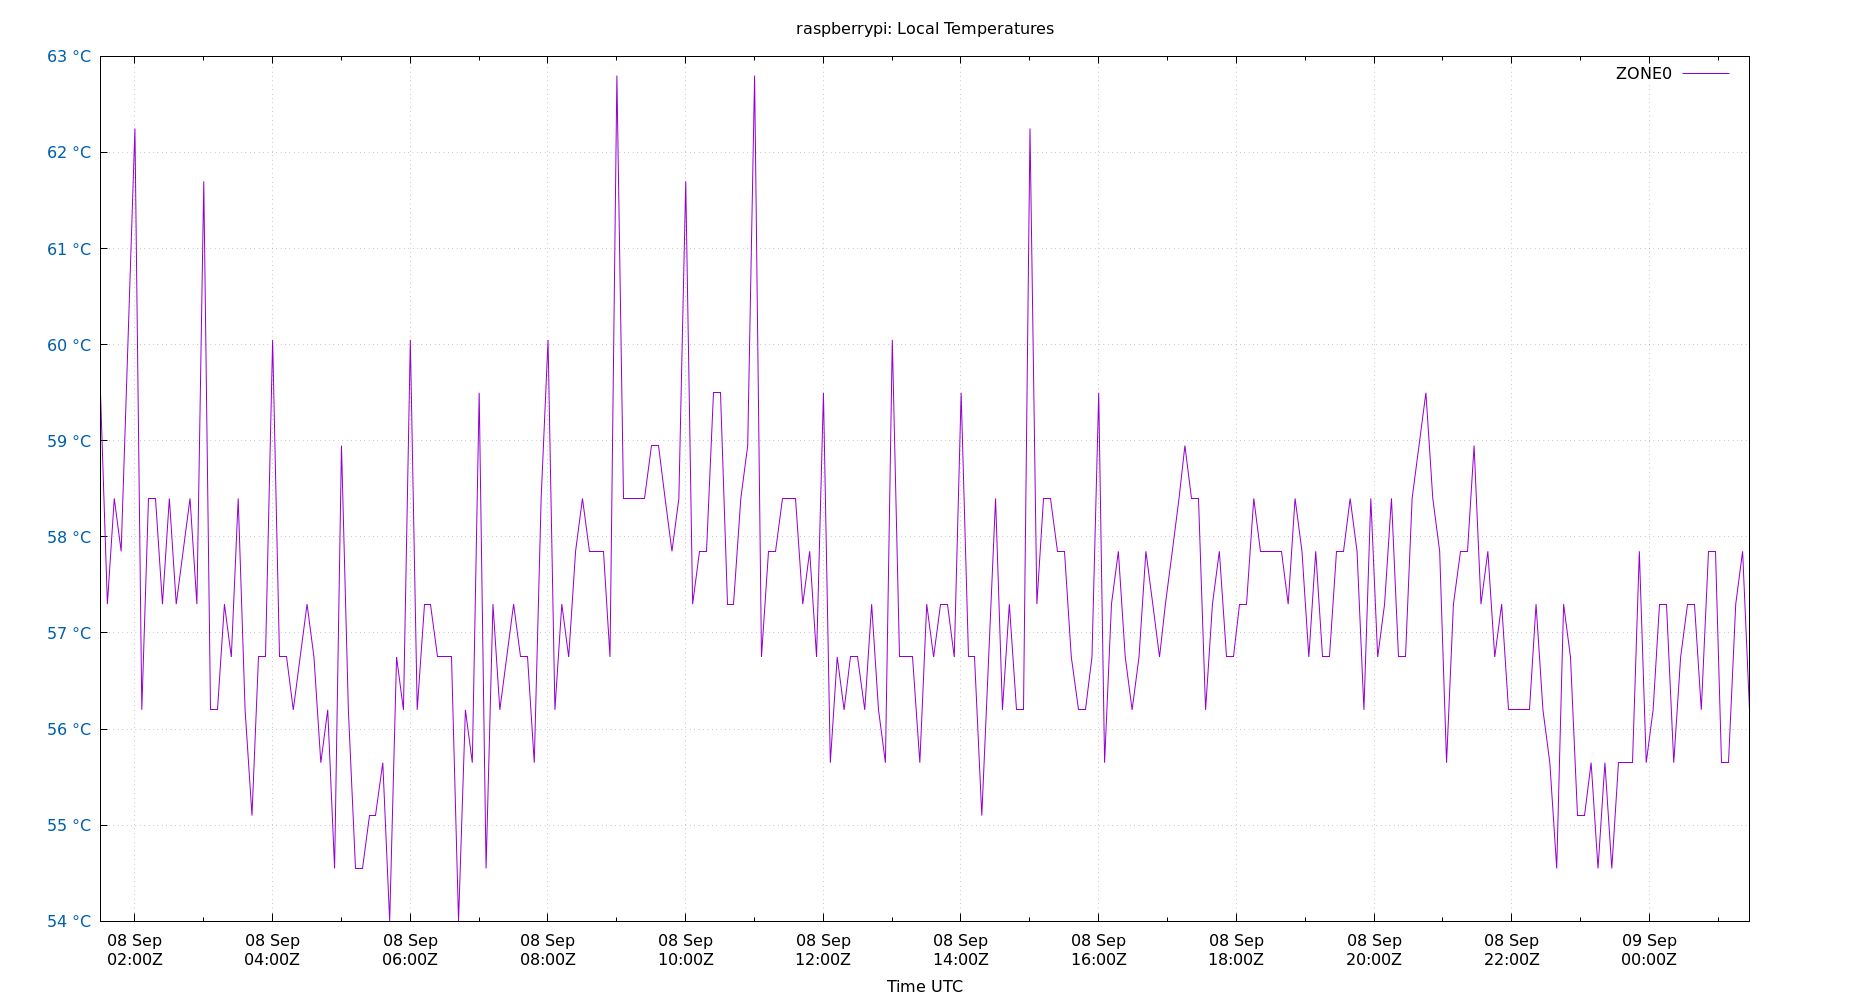 raspberrypi: Local Temperatures
63 °C
ZONE0
62 °C
61 °C
60 °C
59 °C
58 °C
57 °C
56 °C
55 °C
54 °C
08 Sep 08 Sep 08 Sep 08 Sep 08 Sep 08 Sep 08 Sep 08 Sep 08 Sep 08 Sep 08 Sep 09 Sep
02:00Z 04:00Z 06:00Z 08:00Z 10:00Z 12:00Z 14:00Z 16:00Z 18:00Z 20:00Z 22:00Z 00:00Z
Time UTC